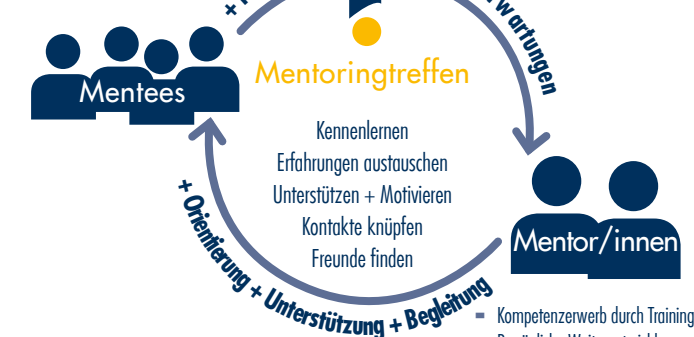 Mentees
Mentoringtreffen
Kennenlernen
Erfahrungen austauschen
Unterstützen + Motivieren
Kontakte knüpfen
Freunde finden
Mentor/innen
+ Orientierung + Unterstützung + Begleitung
Kompetenzerwerb durch Training